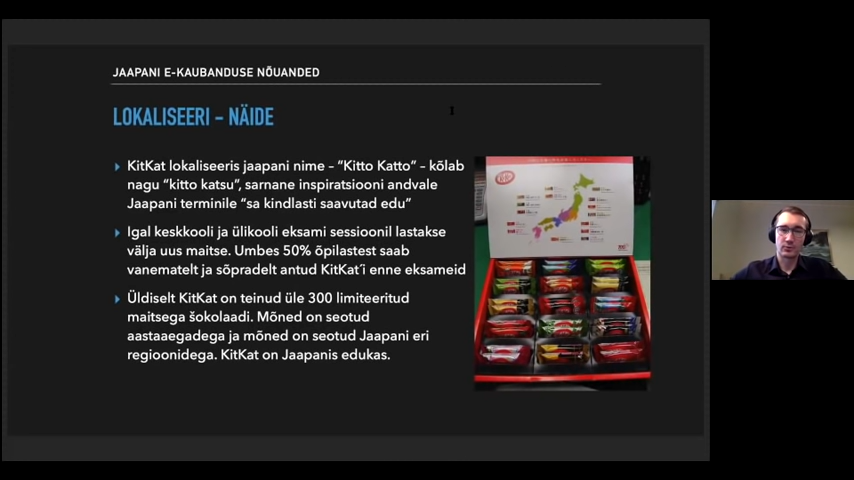 JAAPANI E-KAUBANDUSE NÕUANDED
LOKALISEERI – NÄIDE
KitKat lokaliseeris jaapani nime – “Kitto Katto” – kõlab
nagu “kitto katsu”, sarnane inspiratsiooni andvale
Jaapani terminile “sa kindlasti saavutad edu”
Igal keskkooli ja ülikooli eksami sessioonil lastakse
välja uus maitse. Umbes 50% õpilastest saab
vanematelt ja sõpradelt antud KitKat´i enne eksameid
Üldiselt KitKat on teinud üle 300 limiteeritud
maitsega šokolaadi. Mõned on seotud
aastaaegadega ja mõned on seotud Jaapani eri
regioonidega. KitKat on Jaapanis edukas.